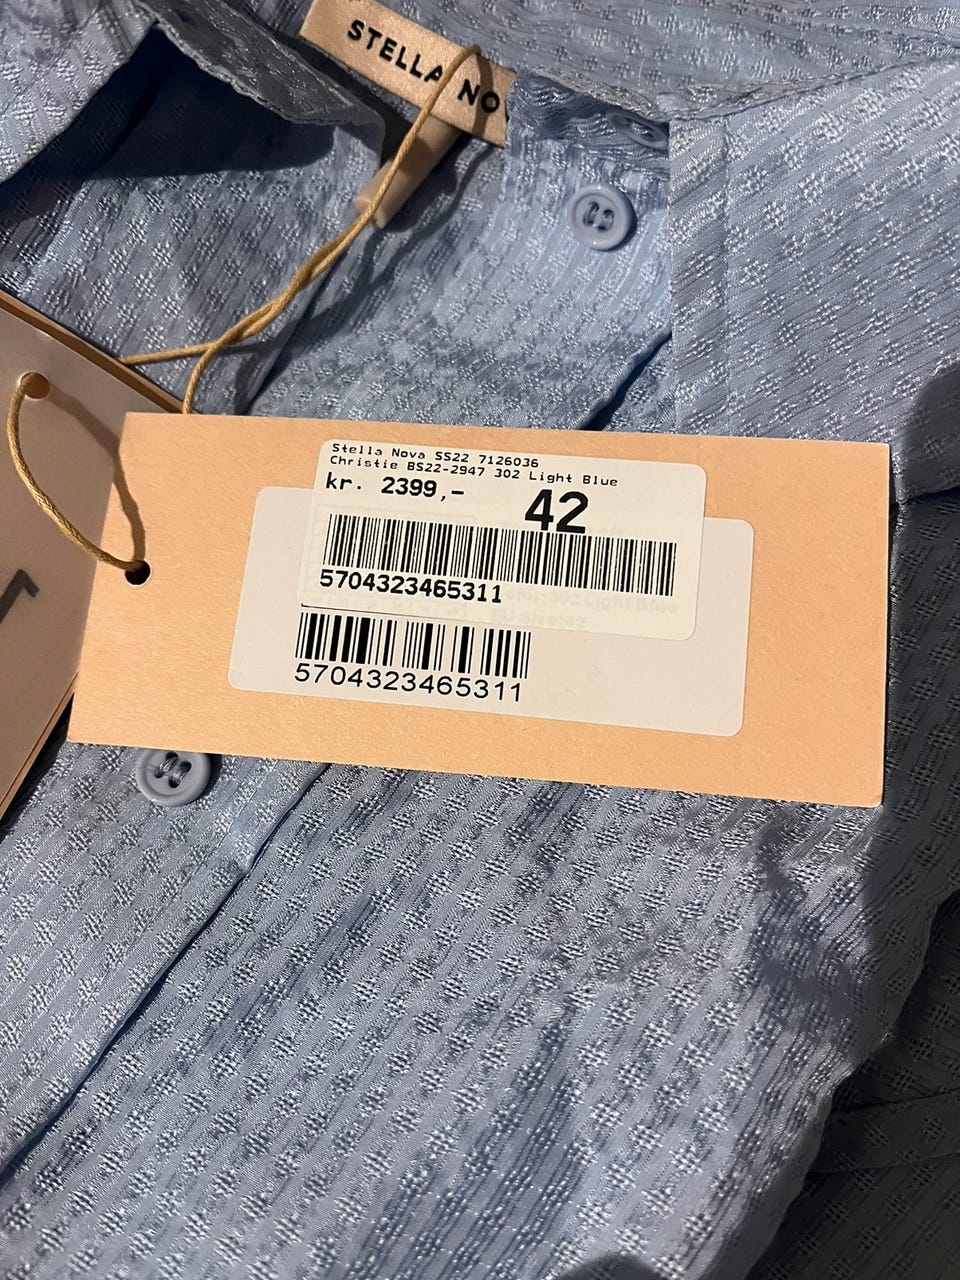 STELLA NO
Stella Nova SS22 7126036
Christie BS22-2947 302 Light Blue
kr. 2399,-
42
5704323465311
5704323465311